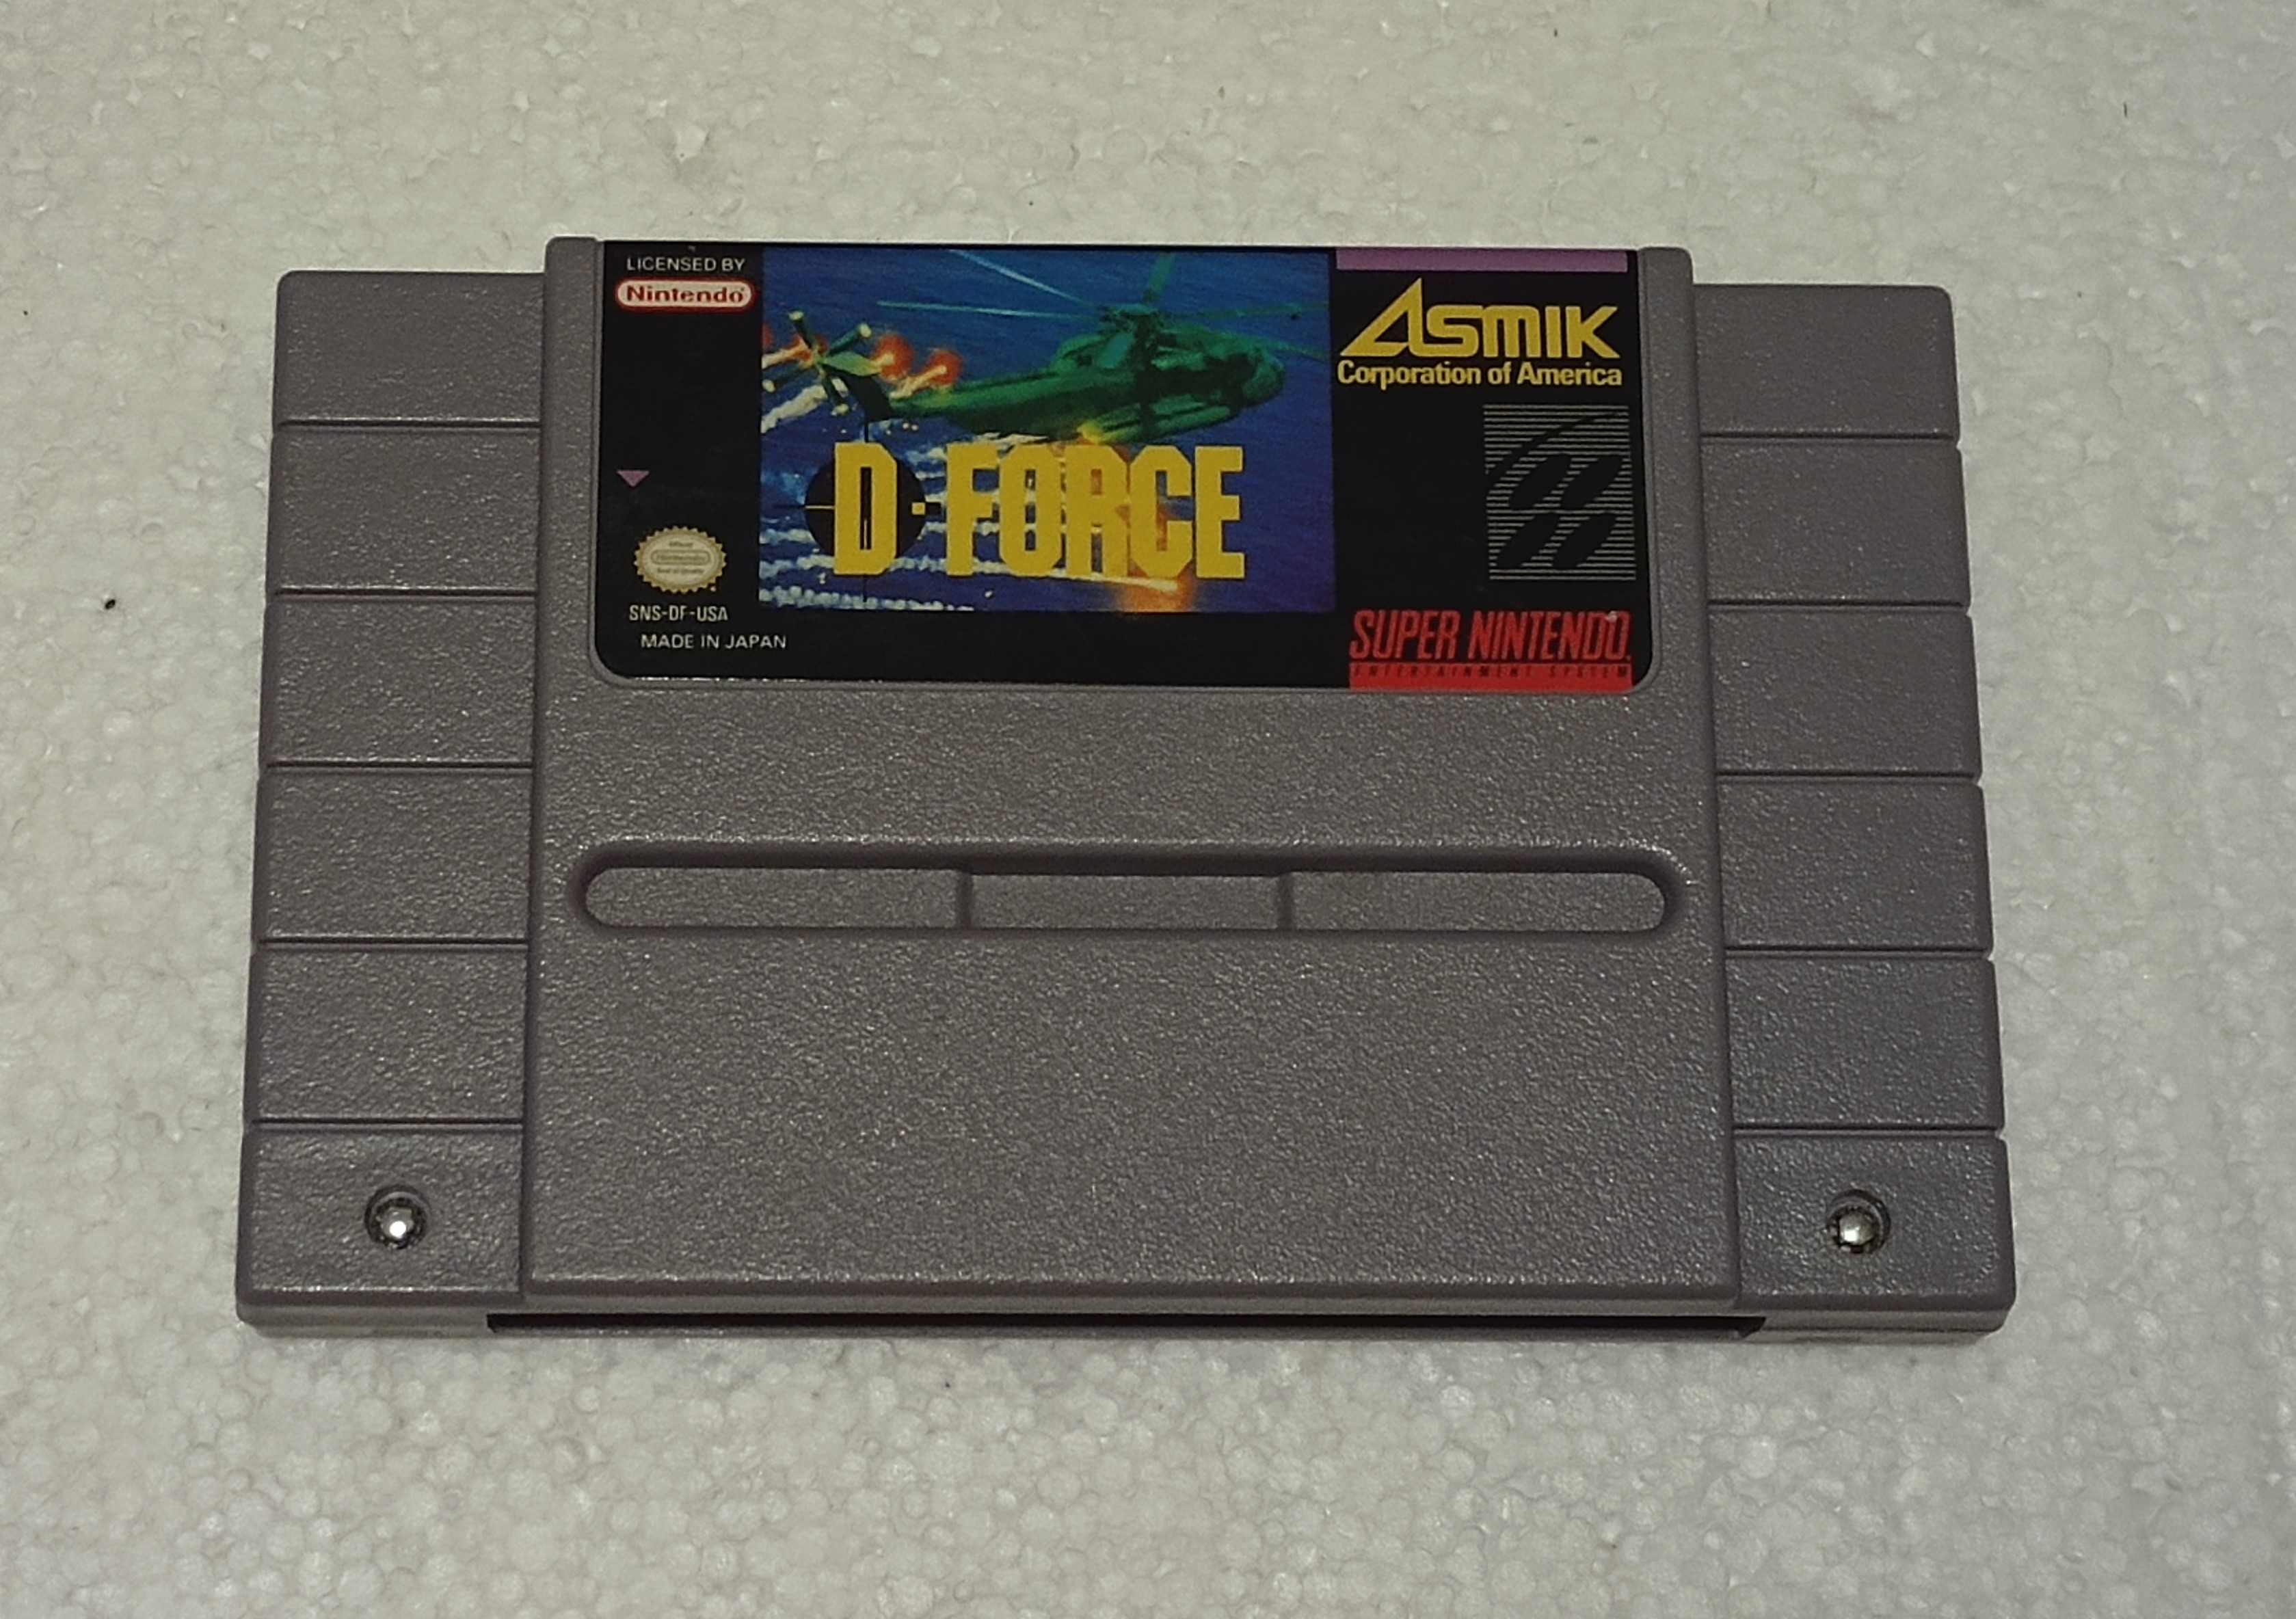 LICENSED BY
Nintendo
D-FORCE
SNS-DF-USA
MADE IN JAPAN
ASMIK
Corporation of America
SUPER NINTENDO
ENTERTAINMENT SYSTEM